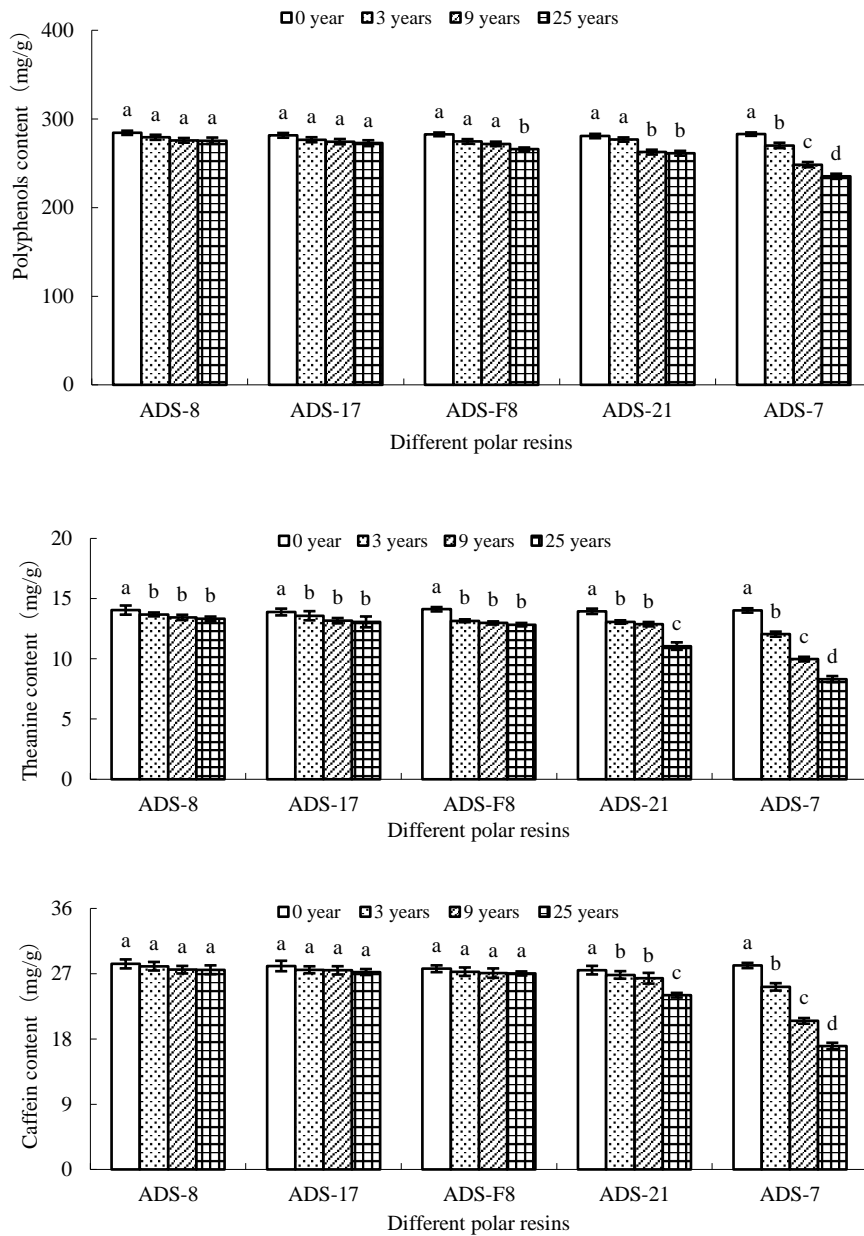 0 year 3 years 9 years 25 years
Polyphenols content （mg/g）
400
300
200
100
0
a a a a
a a a a
a a a b
a a b b
a b c d
ADS-8 ADS-17 ADS-F8 ADS-21 ADS-7
Different polar resins
0 year 3 years 9 years 25 years
Theanine content （mg/g）
20
15
10
5
0
a b b b
a b b b
a b b b
a b b c
a b c d
ADS-8 ADS-17 ADS-F8 ADS-21 ADS-7
Different polar resins
0 year 3 years 9 years 25 years
Caffein content （mg/g）
36
27
18
9
0
a a a a
a a a a
a a a a
a b b c
a b c d
ADS-8 ADS-17 ADS-F8 ADS-21 ADS-7
Different polar resins